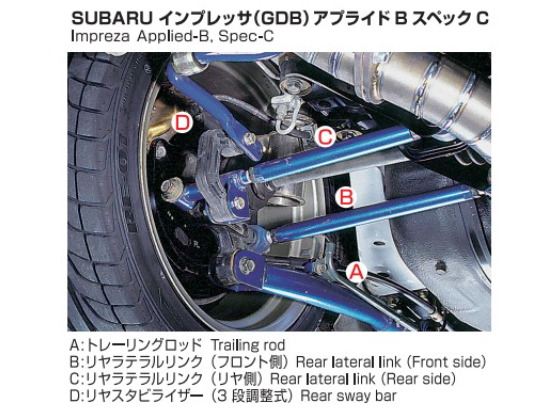 SUBARU インプレッサ（GDB）アプライド B スペック C
Impreza Applied-B, Spec-C
D
C
B
A
A:トレーリングロッド Trailing rod
B:リヤラテラルリンク（フロント側）Rear lateral link（Front side）
C:リヤラテラルリンク（リヤ側）Rear lateral link（Rear side）
D:リヤスタビライザー（3 段調整式）Rear sway bar